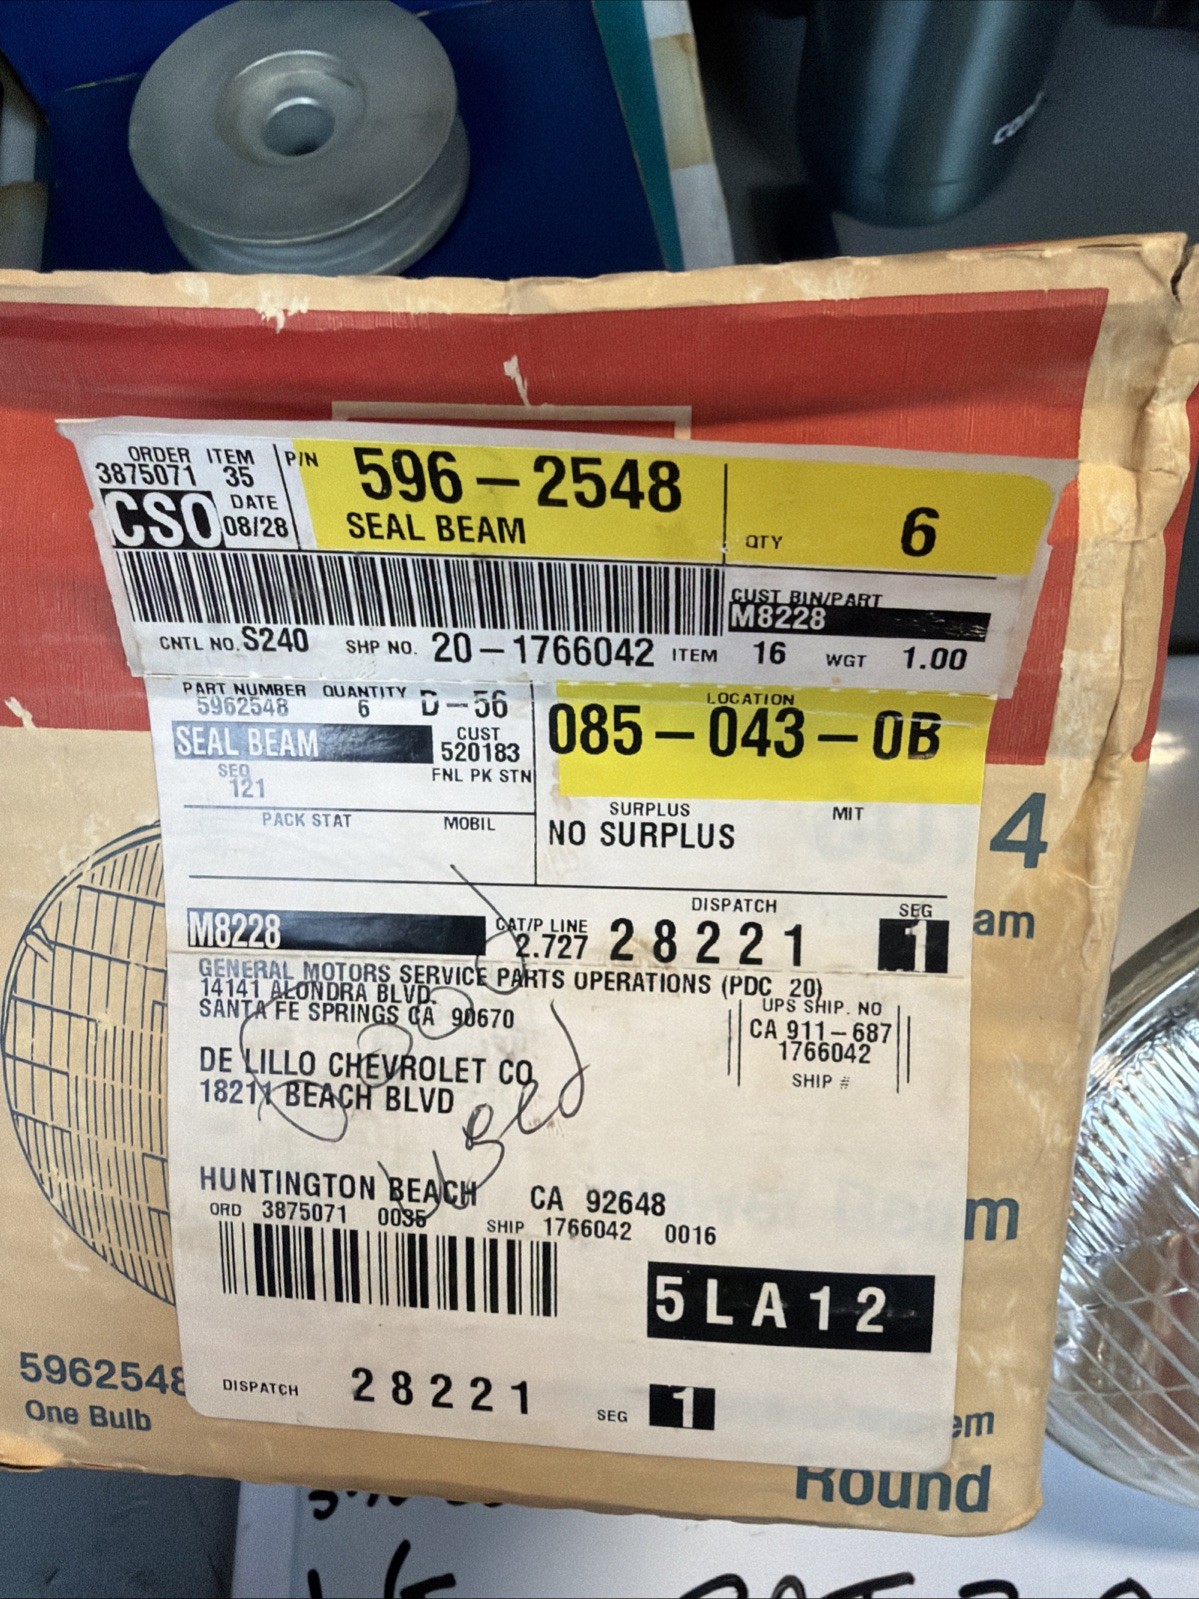 ORDER ITEM P/N
3875071 35
596-2548
CSO DATE
08/28
SEAL BEAM
QTY 6
CUST BIN/PART
M8228
CNTL NO. S240 SHP NO. 20-1766042 ITEM 16 WGT 1.00
PART NUMBER QUANTITY D-56
5962548 6
LOCATION
085-043-0B
SEAL BEAM
CUST
520183
SEQ
121
FNL PK STN
PACK STAT MOBIL
SURPLUS MIT
NO SURPLUS
4
am
M8228
CAT/P LINE
2.727
DISPATCH
28221
SEG
1
GENERAL MOTORS SERVICE PARTS OPERATIONS (PDC 20)
14141 ALONDRA BLVD.
SANTA FE SPRINGS CA 90670
UPS SHIP. NO
CA 911-687
1766042
SHIP #
DE LILLO CHEVROLET CO
18211 BEACH BLVD
Good
Used
HUNTINGTON BEACH CA 92648
ORD 3875071 0035 SHIP 1766042 0016
m
5LA12
5962548
One Bulb
DISPATCH 28221 SEG 1
em
Round